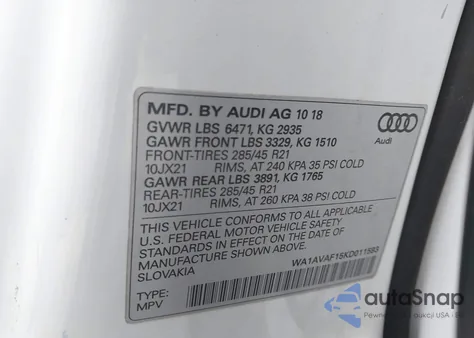 MFD. BY AUDI AG 10 18
GVWR LBS 6471, KG 2935
GAWR FRONT LBS 3329, KG 1510
FRONT-TIRES 285/45 R21
10JX21 RIMS, AT 240 KPA 35 PSI COLD
GAWR REAR LBS 3891, KG 1765
REAR-TIRES 285/45 R21
10JX21 RIMS, AT 260 KPA 38 PSI COLD
Audi
THIS VEHICLE CONFORMS TO ALL APPLICABLE
U.S. FEDERAL MOTOR VEHICLE SAFETY
STANDARDS IN EFFECT ON THE DATE OF
MANUFACTURE SHOWN ABOVE.
SLOVAKIA
WA1AVAF15KD011593
TYPE:
MPV
autoSnap